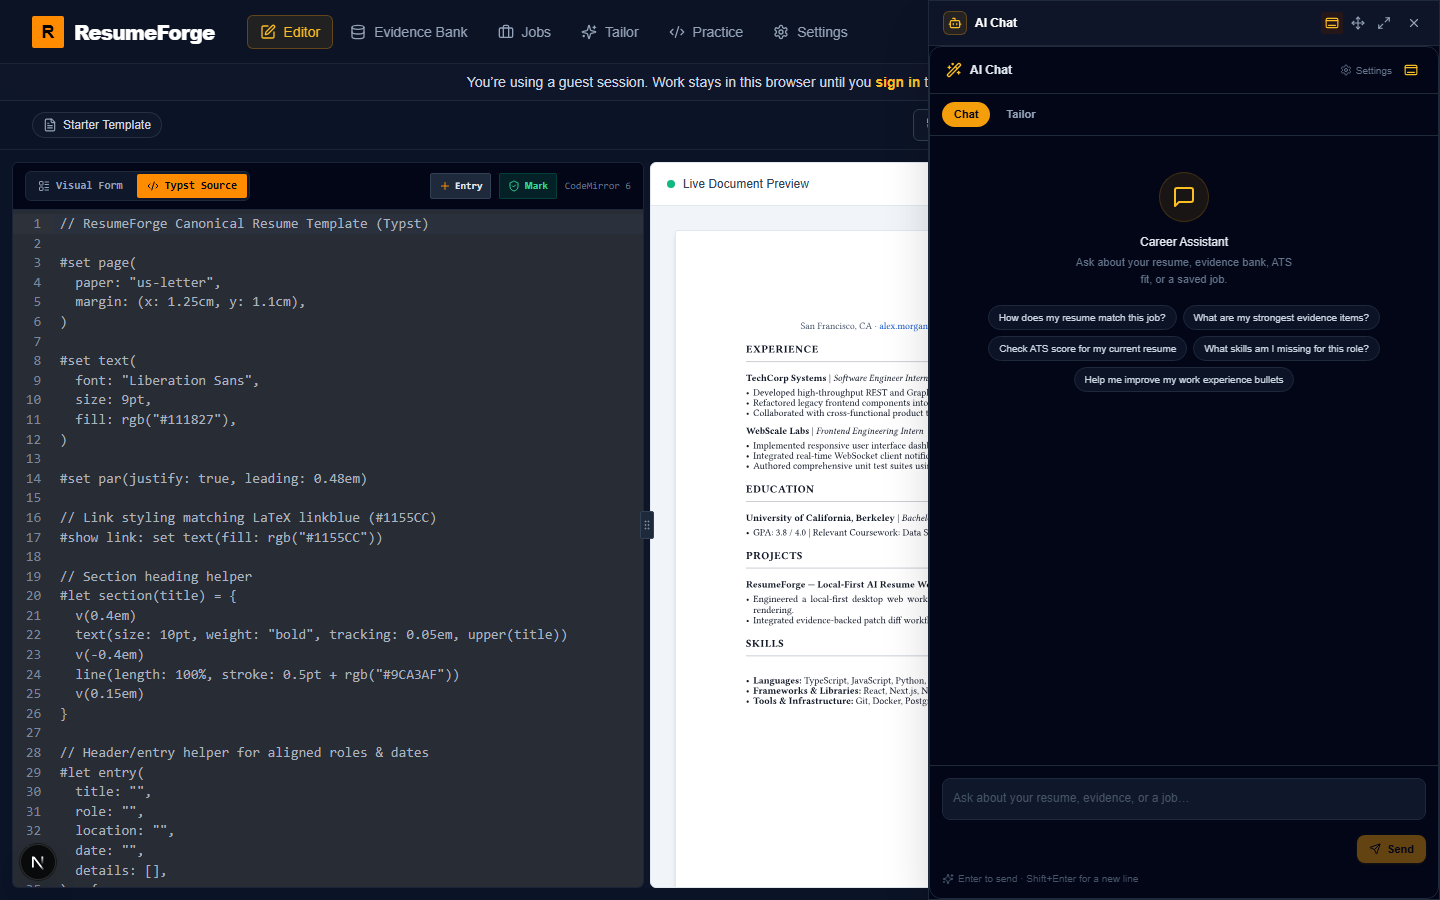 R ResumeForge Editor Evidence Bank Jobs Tailor Practice Settings
You're using a guest session. Work stays in this browser until you sign in
Starter Template
Visual Form Typst Source + Entry Mark CodeMirror 6
1 // ResumeForge Canonical Resume Template (Typst)
2
3 #set page(
4 paper: "us-letter",
5 margin: (x: 1.25cm, y: 1.1cm),
6 )
7
8 #set text(
9 font: "Liberation Sans",
10 size: 9pt,
11 fill: rgb("#111827"),
12 )
13
14 #set par(justify: true, leading: 0.48em)
15
16 // Link styling matching LaTeX linkblue (#1155CC)
17 #show link: set text(fill: rgb("#1155CC"))
18
19 // Section heading helper
20 #let section(title) = {
21 v(0.4em)
22 text(size: 10pt, weight: "bold", tracking: 0.05em, upper(title))
23 v(-0.4em)
24 line(length: 100%, stroke: 0.5pt + rgb("#9CA3AF"))
25 v(0.15em)
26 }
27
28 // Header/entry helper for aligned roles & dates
29 #let entry(
30 title: "",
31 role: "",
32 location: "",
date: "",
details: [],
N
Live Document Preview
San Francisco, CA · alex.morgan
EXPERIENCE
TechCorp Systems | Software Engineer Intern
• Developed high-throughput REST and
• Refactored legacy frontend components into
• Collaborated with cross-functional product
WebScale Labs | Frontend Engineering Intern
• Implemented responsive user interface
• Integrated real-time WebSocket client
• Authored comprehensive unit test suites
EDUCATION
University of California, Berkeley |
• GPA: 3.8 / 4.0 | Relevant Coursework: Data
PROJECTS
ResumeForge — Local-First AI Resume
• Engineered a local-first desktop web
rendering.
• Integrated evidence-backed patch diff
SKILLS
• Languages: TypeScript, JavaScript, Python,
• Frameworks & Libraries: React, Next.js,
• Tools & Infrastructure: Git, Docker,
AI Chat
AI Chat Settings
Chat Tailor
Career Assistant
Ask about your resume, evidence bank, ATS
fit, or a saved job.
How does my resume match this job? What are my strongest evidence items?
Check ATS score for my current resume What skills am I missing for this role?
Help me improve my work experience bullets
Ask about your resume, evidence, or a job...
Send
Enter to send · Shift+Enter for a new line